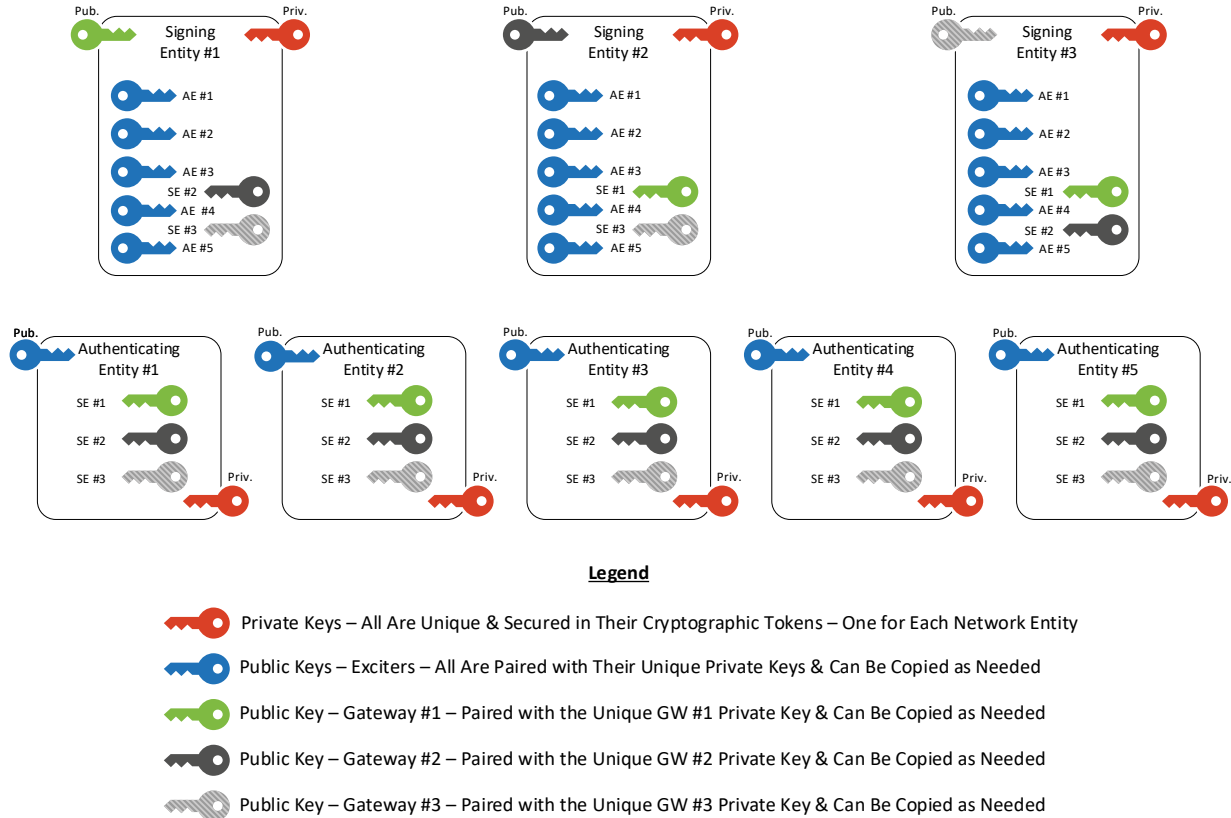 Pub.
Priv.
Signing
Entity #1
AE #1
AE #2
AE #3
SE #2
AE #4
SE #3
AE #5
Pub.
Priv.
Signing
Entity #2
AE #1
AE #2
AE #3
SE #1
AE #4
SE #3
AE #5
Pub.
Priv.
Signing
Entity #3
AE #1
AE #2
AE #3
SE #1
AE #4
SE #2
AE #5
Pub.
Authenticating
Entity #1
SE #1
SE #2
SE #3
Priv.
Pub.
Authenticating
Entity #2
SE #1
SE #2
SE #3
Priv.
Pub.
Authenticating
Entity #3
SE #1
SE #2
SE #3
Priv.
Pub.
Authenticating
Entity #4
SE #1
SE #2
SE #3
Priv.
Pub.
Authenticating
Entity #5
SE #1
SE #2
SE #3
Priv.
Legend
Private Keys – All Are Unique & Secured in Their Cryptographic Tokens – One for Each Network Entity
Public Keys – Exciters – All Are Paired with Their Unique Private Keys & Can Be Copied as Needed
Public Key – Gateway #1 – Paired with the Unique GW #1 Private Key & Can Be Copied as Needed
Public Key – Gateway #2 – Paired with the Unique GW #2 Private Key & Can Be Copied as Needed
Public Key – Gateway #3 – Paired with the Unique GW #3 Private Key & Can Be Copied as Needed